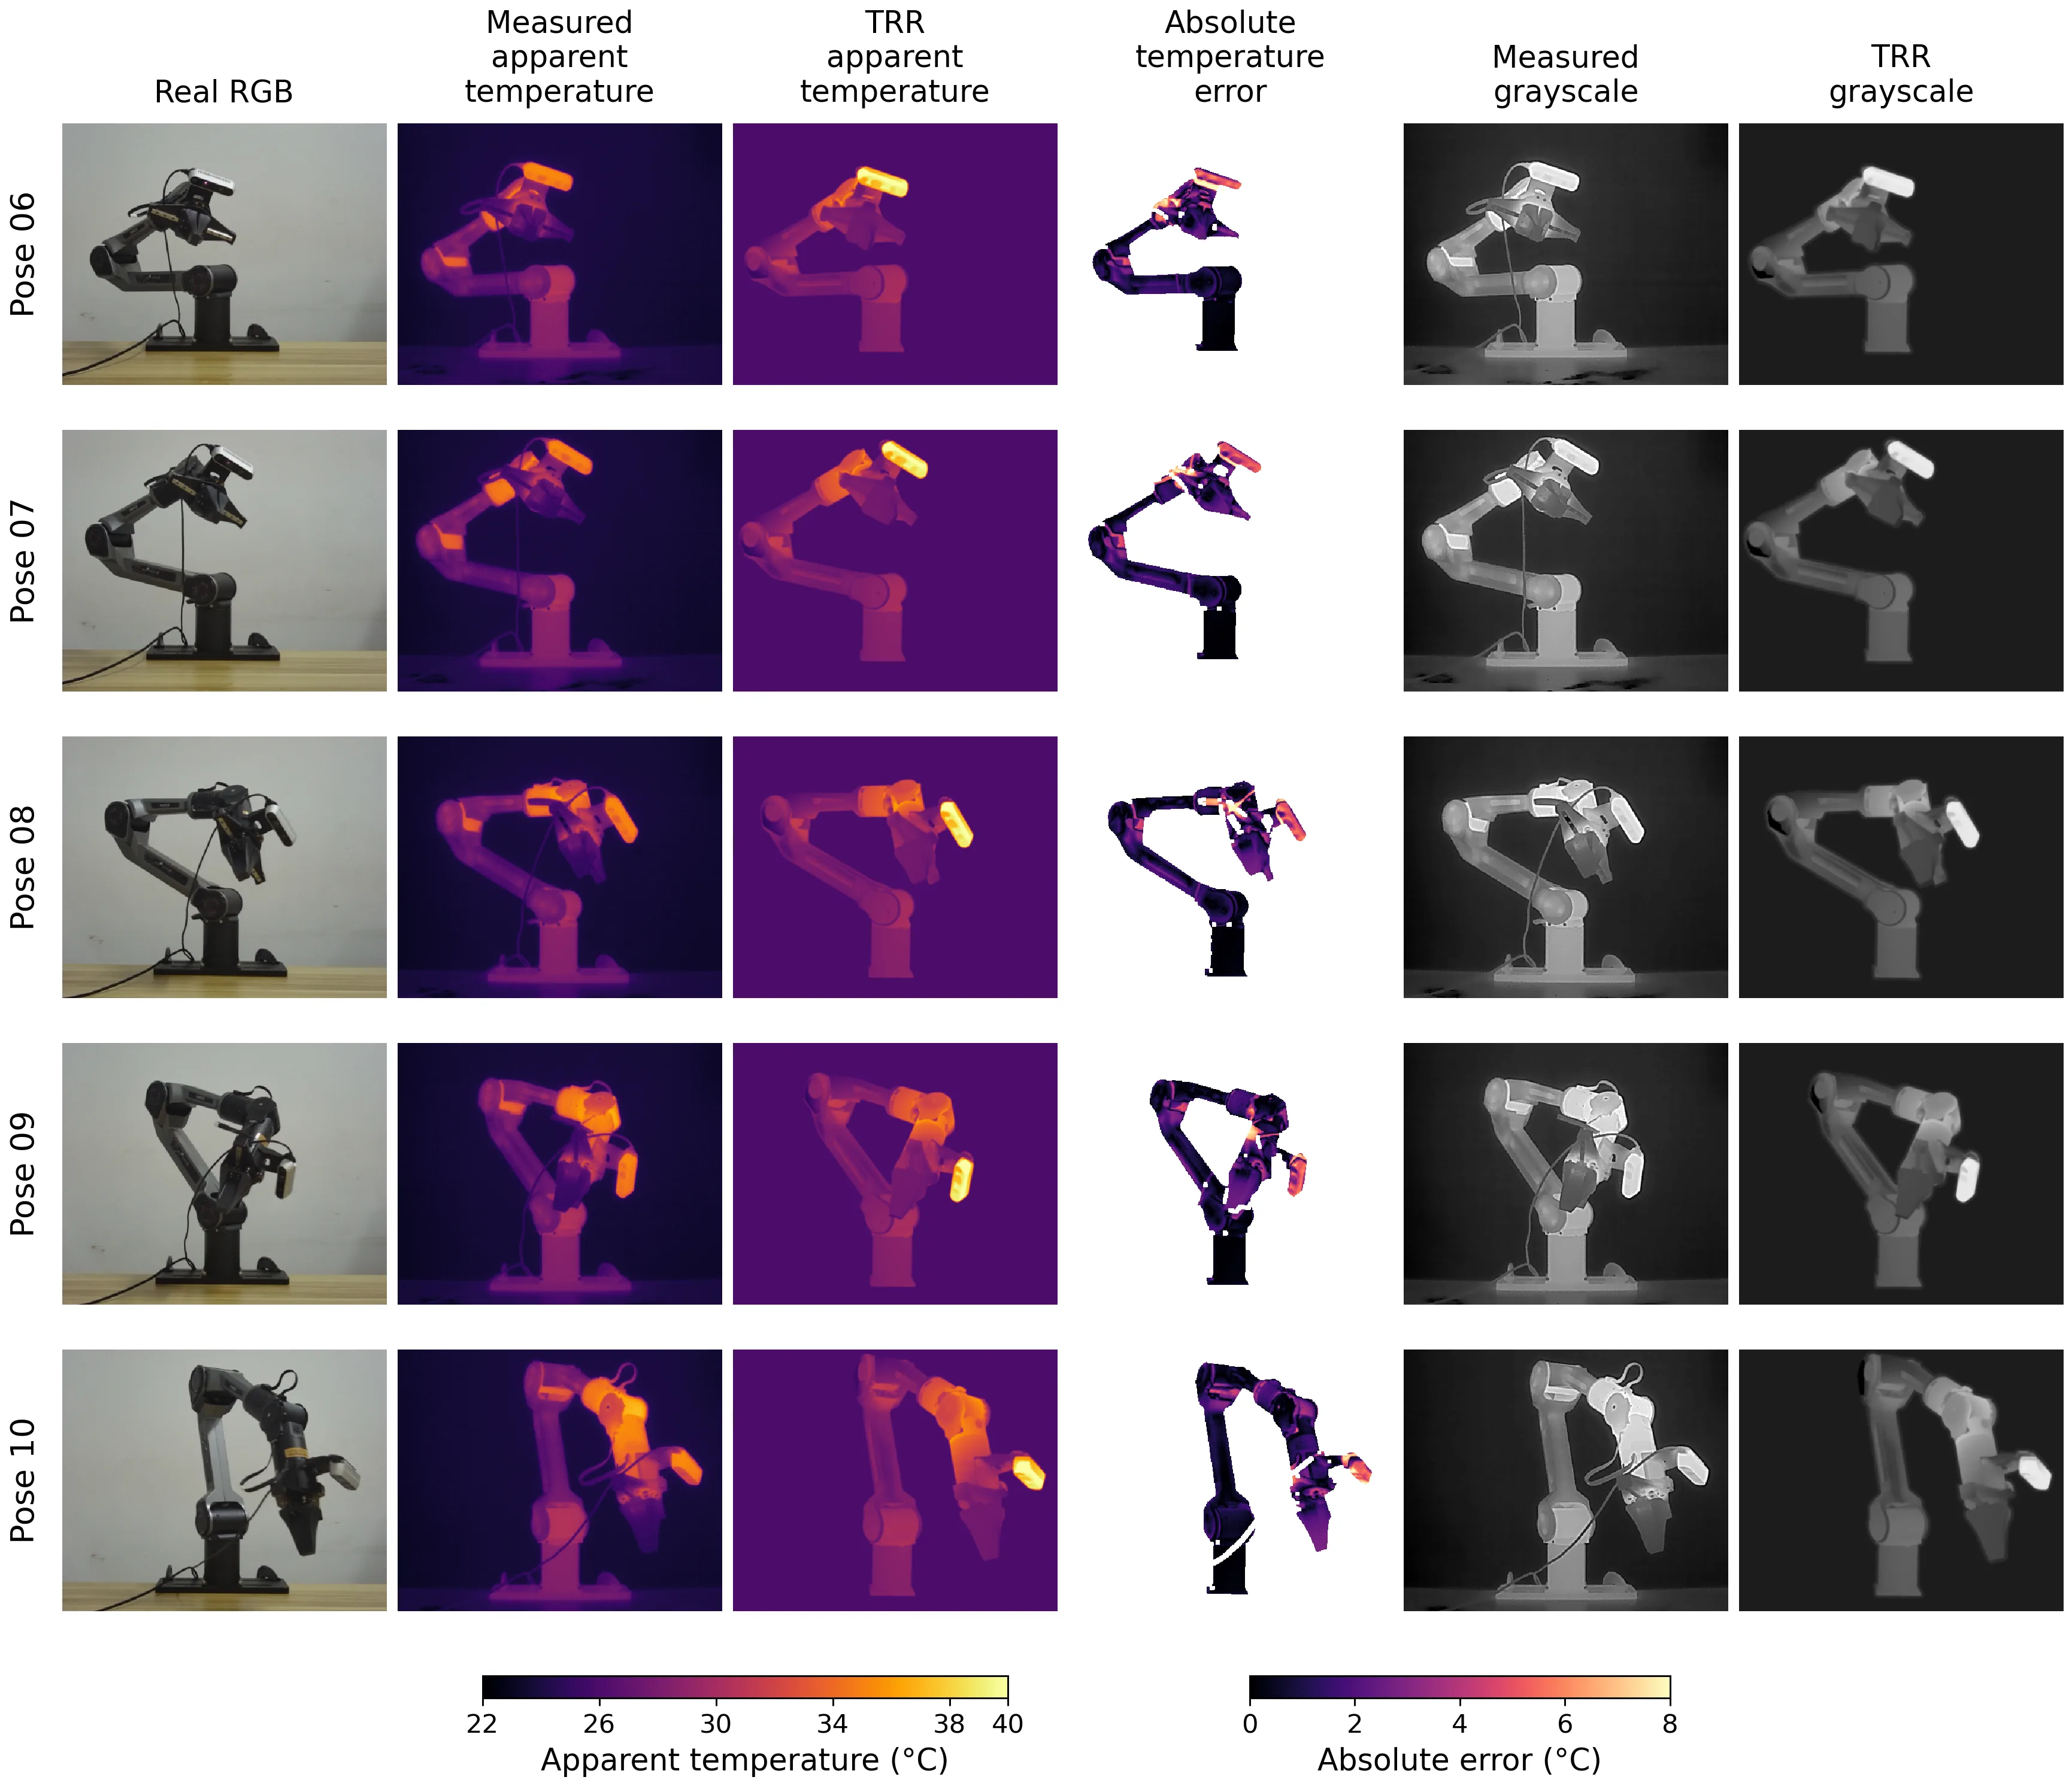 Real RGB
Measured
apparent
temperature
TRR
apparent
temperature
Absolute
temperature
error
Measured
grayscale
TRR
grayscale
Pose 06
Pose 07
Pose 08
Pose 09
Pose 10
22 26 30 34 38 40
Apparent temperature (°C)
0 2 4 6 8
Absolute error (°C)